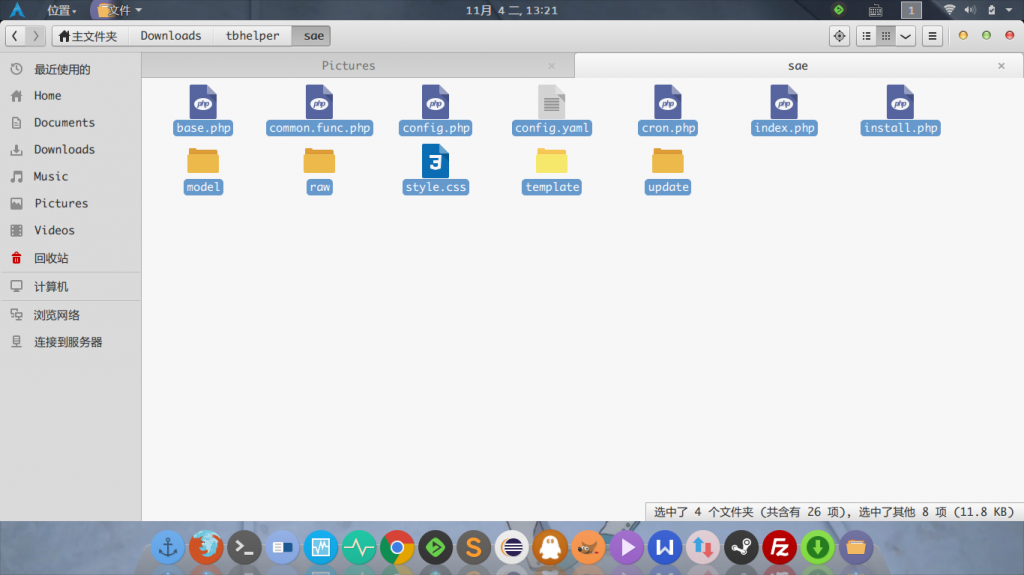 位置 文件 11月 4 二, 13:21 1
主文件夹 Downloads tbhelper sae
Pictures sae
最近使用的
Home
Documents
Downloads
Music
Pictures
Videos
回收站
计算机
浏览网络
连接到服务器
php php php php php php
base.php common.func.php config.php config.yaml cron.php index.php install.php
3
model raw style.css template update
选中了 4 个文件夹 (共含有 26 项), 选中了其他 8 项 (11.8 KB)
S W Fz